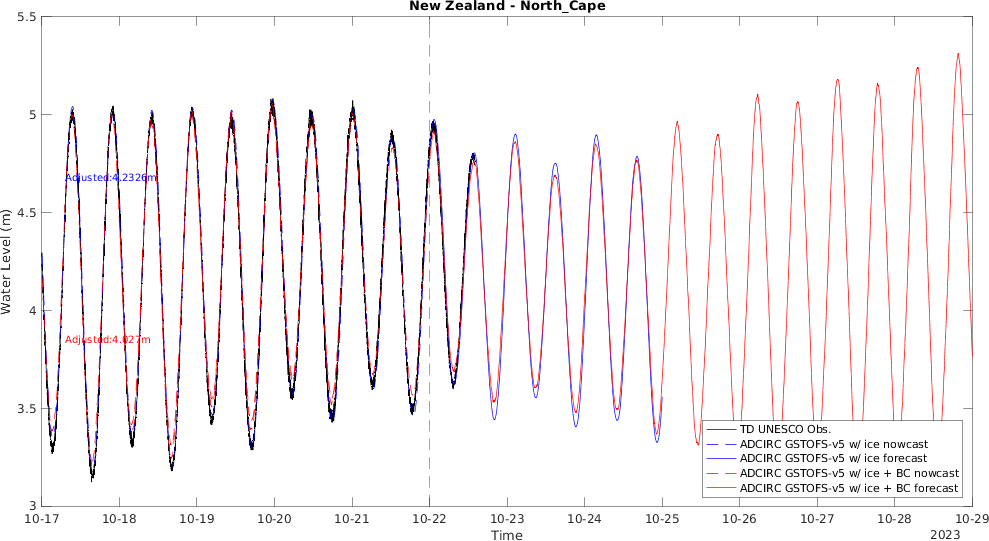 New Zealand - North_Cape
5.5
5
4.5
4
3.5
3
Water Level (m)
Adjusted:4.2326m
Adjusted:4.027m
TD UNESCO Obs.
ADCIRC GSTOFS-v5 w/ ice nowcast
ADCIRC GSTOFS-v5 w/ ice forecast
ADCIRC GSTOFS-v5 w/ ice + BC nowcast
ADCIRC GSTOFS-v5 w/ ice + BC forecast
10-17 10-18 10-19 10-20 10-21 10-22 10-23 10-24 10-25 10-26 10-27 10-28 10-29
Time
2023